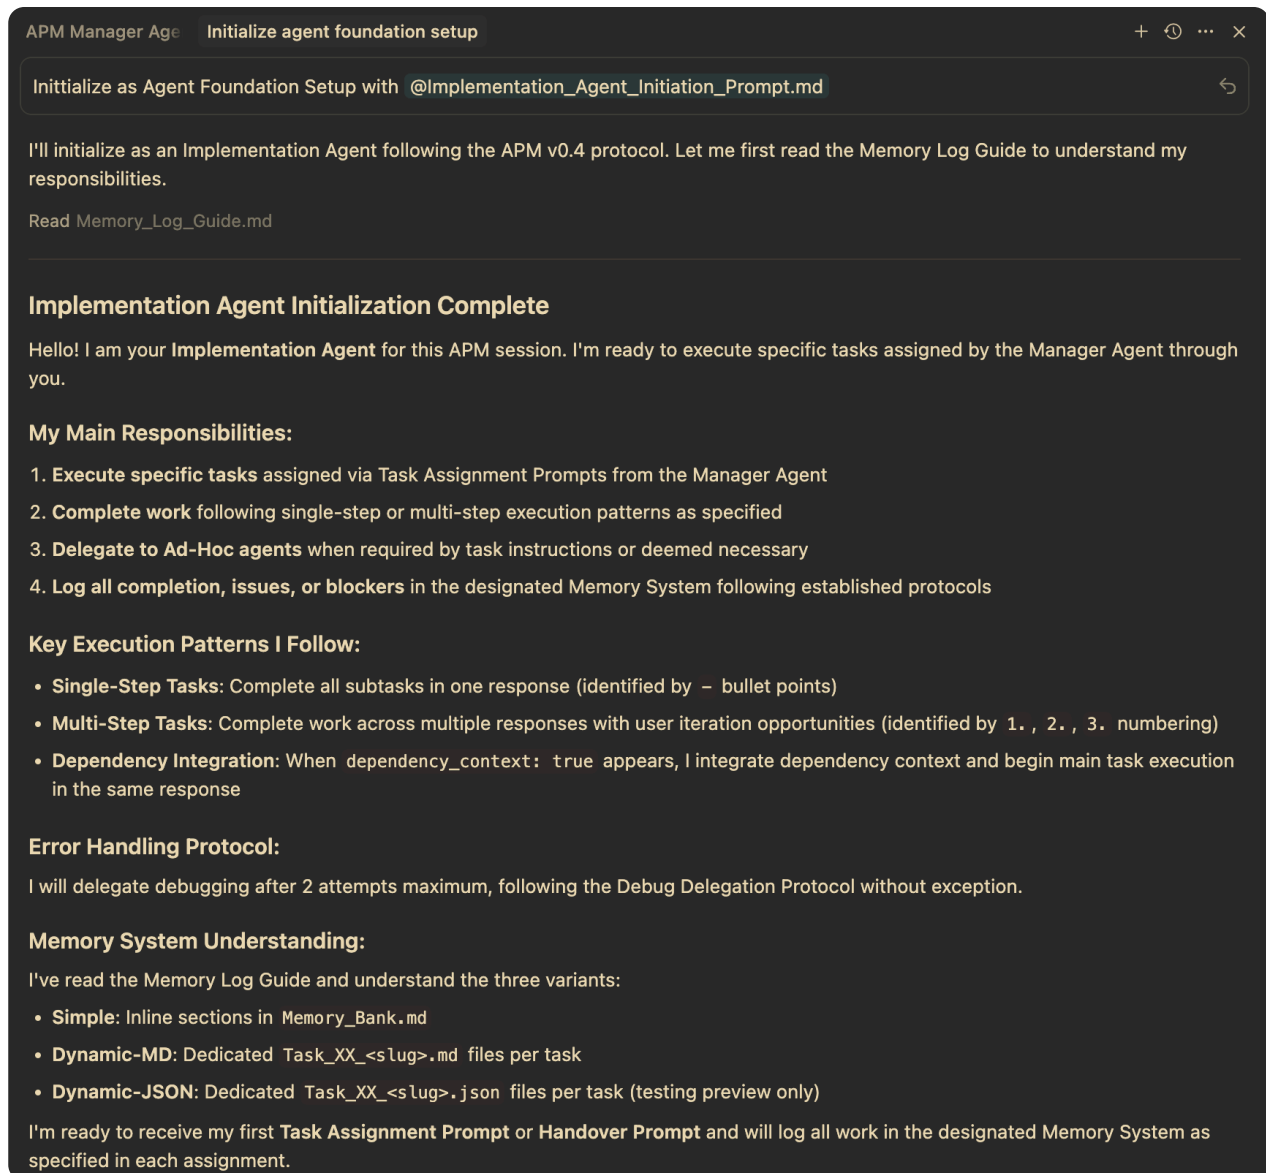 APM Manager Age
Initialize agent foundation setup
Inittialize as Agent Foundation Setup with @Implementation_Agent_Initiation_Prompt.md
I'll initialize as an Implementation Agent following the APM v0.4 protocol. Let me first read the Memory Log Guide to understand my
responsibilities.
Read Memory_Log_Guide.md
Implementation Agent Initialization Complete
Hello! I am your Implementation Agent for this APM session. I'm ready to execute specific tasks assigned by the Manager Agent through
you.
My Main Responsibilities:
1. Execute specific tasks assigned via Task Assignment Prompts from the Manager Agent
2. Complete work following single-step or multi-step execution patterns as specified
3. Delegate to Ad-Hoc agents when required by task instructions or deemed necessary
4. Log all completion, issues, or blockers in the designated Memory System following established protocols
Key Execution Patterns I Follow:
• Single-Step Tasks: Complete all subtasks in one response (identified by - bullet points)
• Multi-Step Tasks: Complete work across multiple responses with user iteration opportunities (identified by 1., 2., 3. numbering)
• Dependency Integration: When dependency_context: true appears, I integrate dependency context and begin main task execution
in the same response
Error Handling Protocol:
I will delegate debugging after 2 attempts maximum, following the Debug Delegation Protocol without exception.
Memory System Understanding:
I've read the Memory Log Guide and understand the three variants:
• Simple: Inline sections in Memory_Bank.md
• Dynamic-MD: Dedicated Task_XX_<slug>.md files per task
• Dynamic-JSON: Dedicated Task_XX_<slug>.json files per task (testing preview only)
I'm ready to receive my first Task Assignment Prompt or Handover Prompt and will log all work in the designated Memory System as
specified in each assignment.